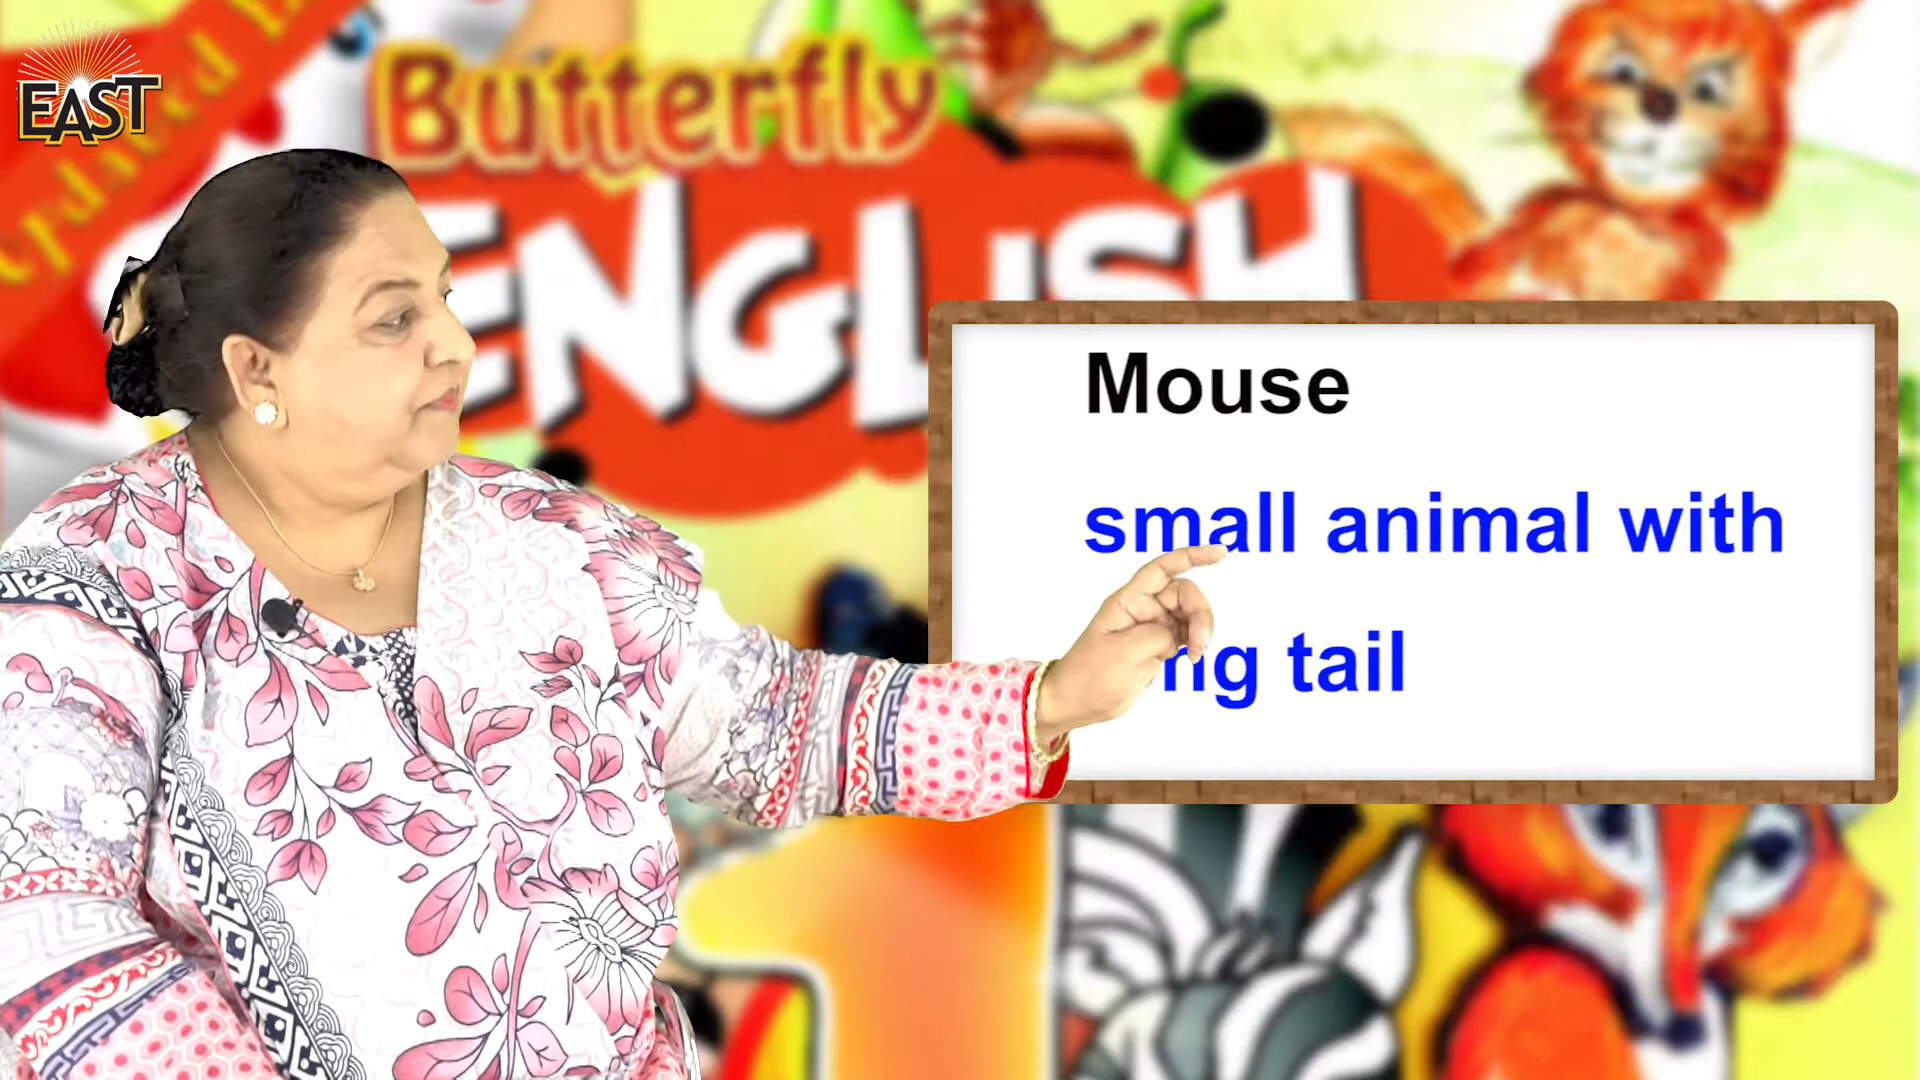 EAST
Butterfly
ENGLISH
Mouse
small animal with
ng tail